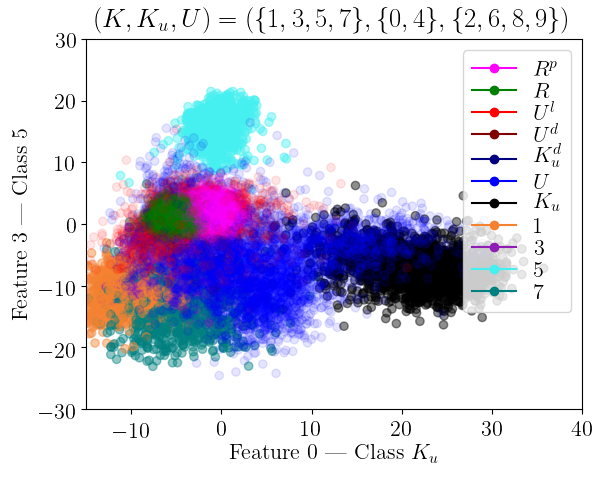 (K, K_u, U) = ({1, 3, 5, 7}, {0, 4}, {2, 6, 8, 9})
30
20
10
0
−10
−20
−30
Feature 3 — Class 5
R^p
R
U^l
U^d
K_u^d
U
K_u
1
3
5
7
−10
0
10
20
30
40
Feature 0 — Class K_u